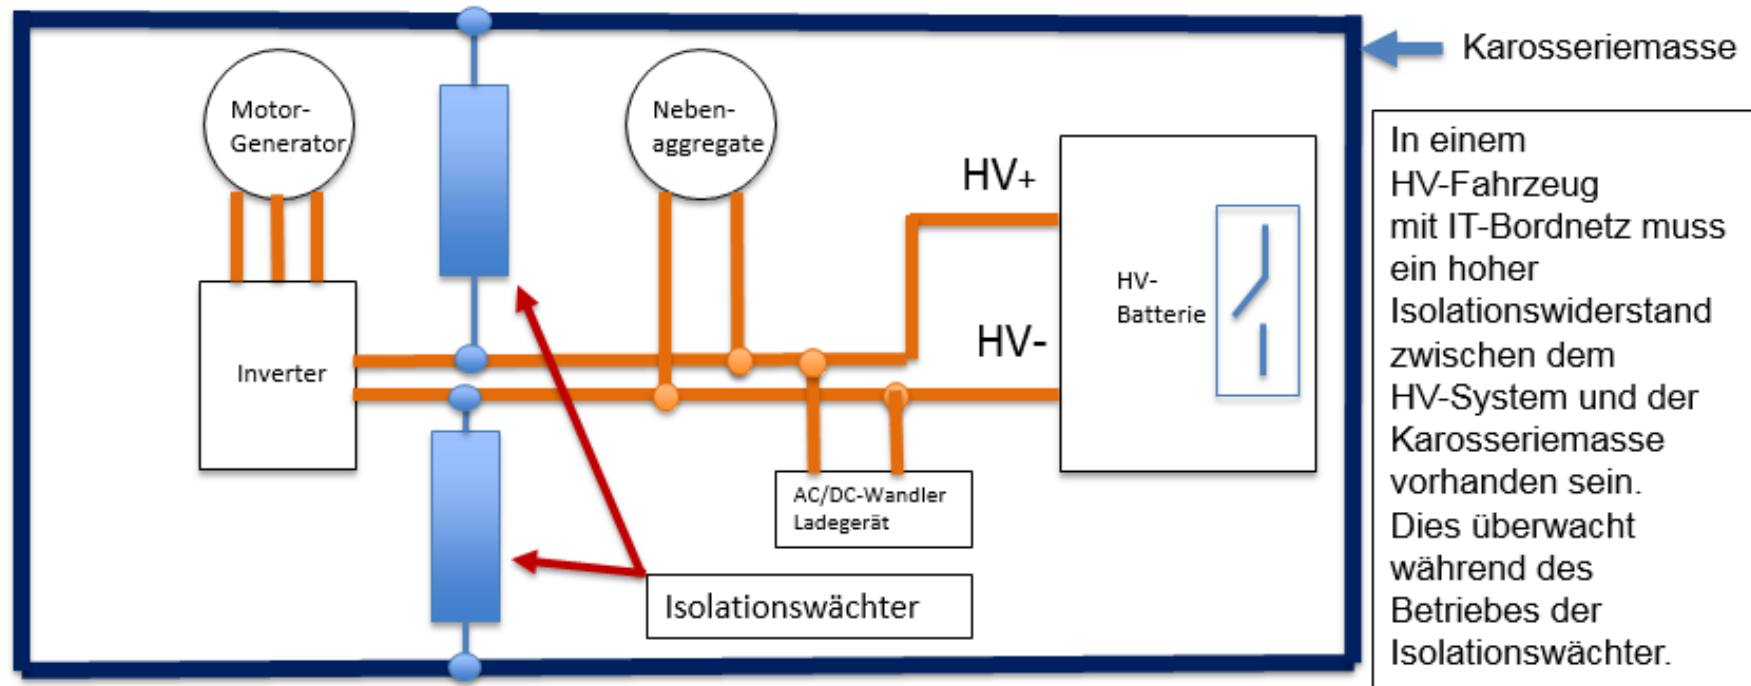 Karosseriemasse
Motor-
Generator
Neben-
aggregate
HV+
HV-
HV-
Batterie
Inverter
AC/DC-Wandler
Ladegerät
Isolationswächter
In einem
HV-Fahrzeug
mit IT-Bordnetz muss
ein hoher
Isolationswiderstand
zwischen dem
HV-System und der
Karosseriemasse
vorhanden sein.
Dies überwacht
während des
Betriebes der
Isolationswächter.